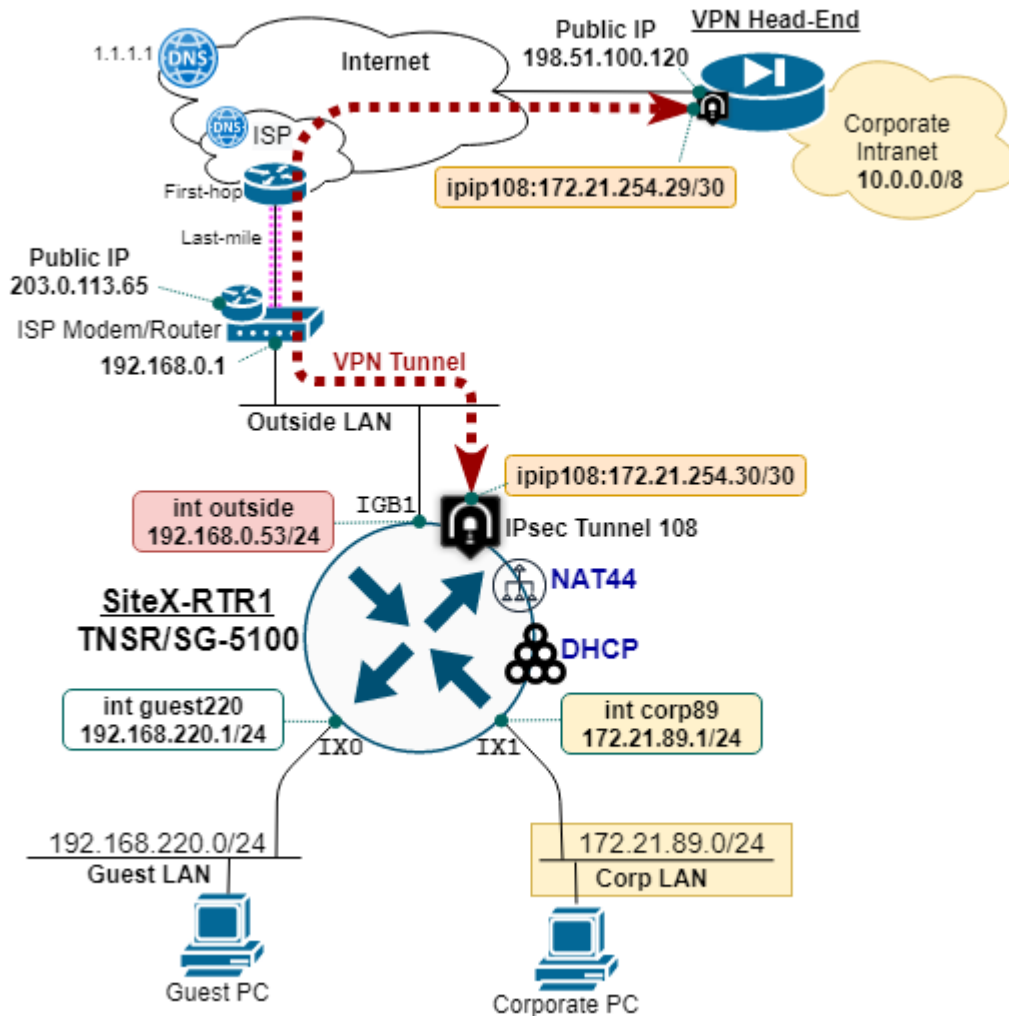 VPN Head-End
Public IP
198.51.100.120
1.1.1.1
DNS
Internet
DNS
ISP
Corporate
Intranet
10.0.0.0/8
First-hop
ipip108:172.21.254.29/30
Last-mile
Public IP
203.0.113.65
ISP Modem/Router
192.168.0.1
VPN Tunnel
Outside LAN
ipip108:172.21.254.30/30
int outside
192.168.0.53/24
IGB1
IPsec Tunnel 108
NAT44
SiteX-RTR1
TNSR/SG-5100
DHCP
int guest220
192.168.220.1/24
int corp89
172.21.89.1/24
IX0
IX1
192.168.220.0/24
Guest LAN
172.21.89.0/24
Corp LAN
Guest PC
Corporate PC